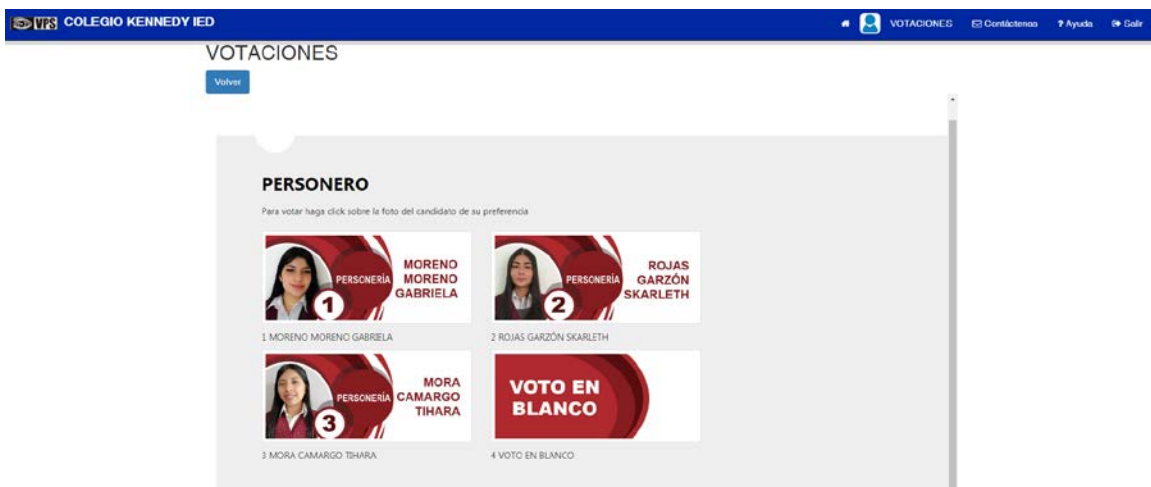 VPS COLEGIO KENNEDY IED
VOTACIONES Contáctenos ? Ayuda Salir
VOTACIONES
Volver
PERSONERO
Para votar haga click sobre la foto del candidato de su preferencia
PERSONERÍA
1
MORENO
MORENO
GABRIELA
PERSONERÍA
2
ROJAS
GARZÓN
SKARLETH
1 MORENO MORENO GABRIELA
2 ROJAS GARZÓN SKARLETH
PERSONERÍA
3
MORA
CAMARGO
TIHARA
VOTO EN
BLANCO
3 MORA CAMARGO TIHARA
4 VOTO EN BLANCO